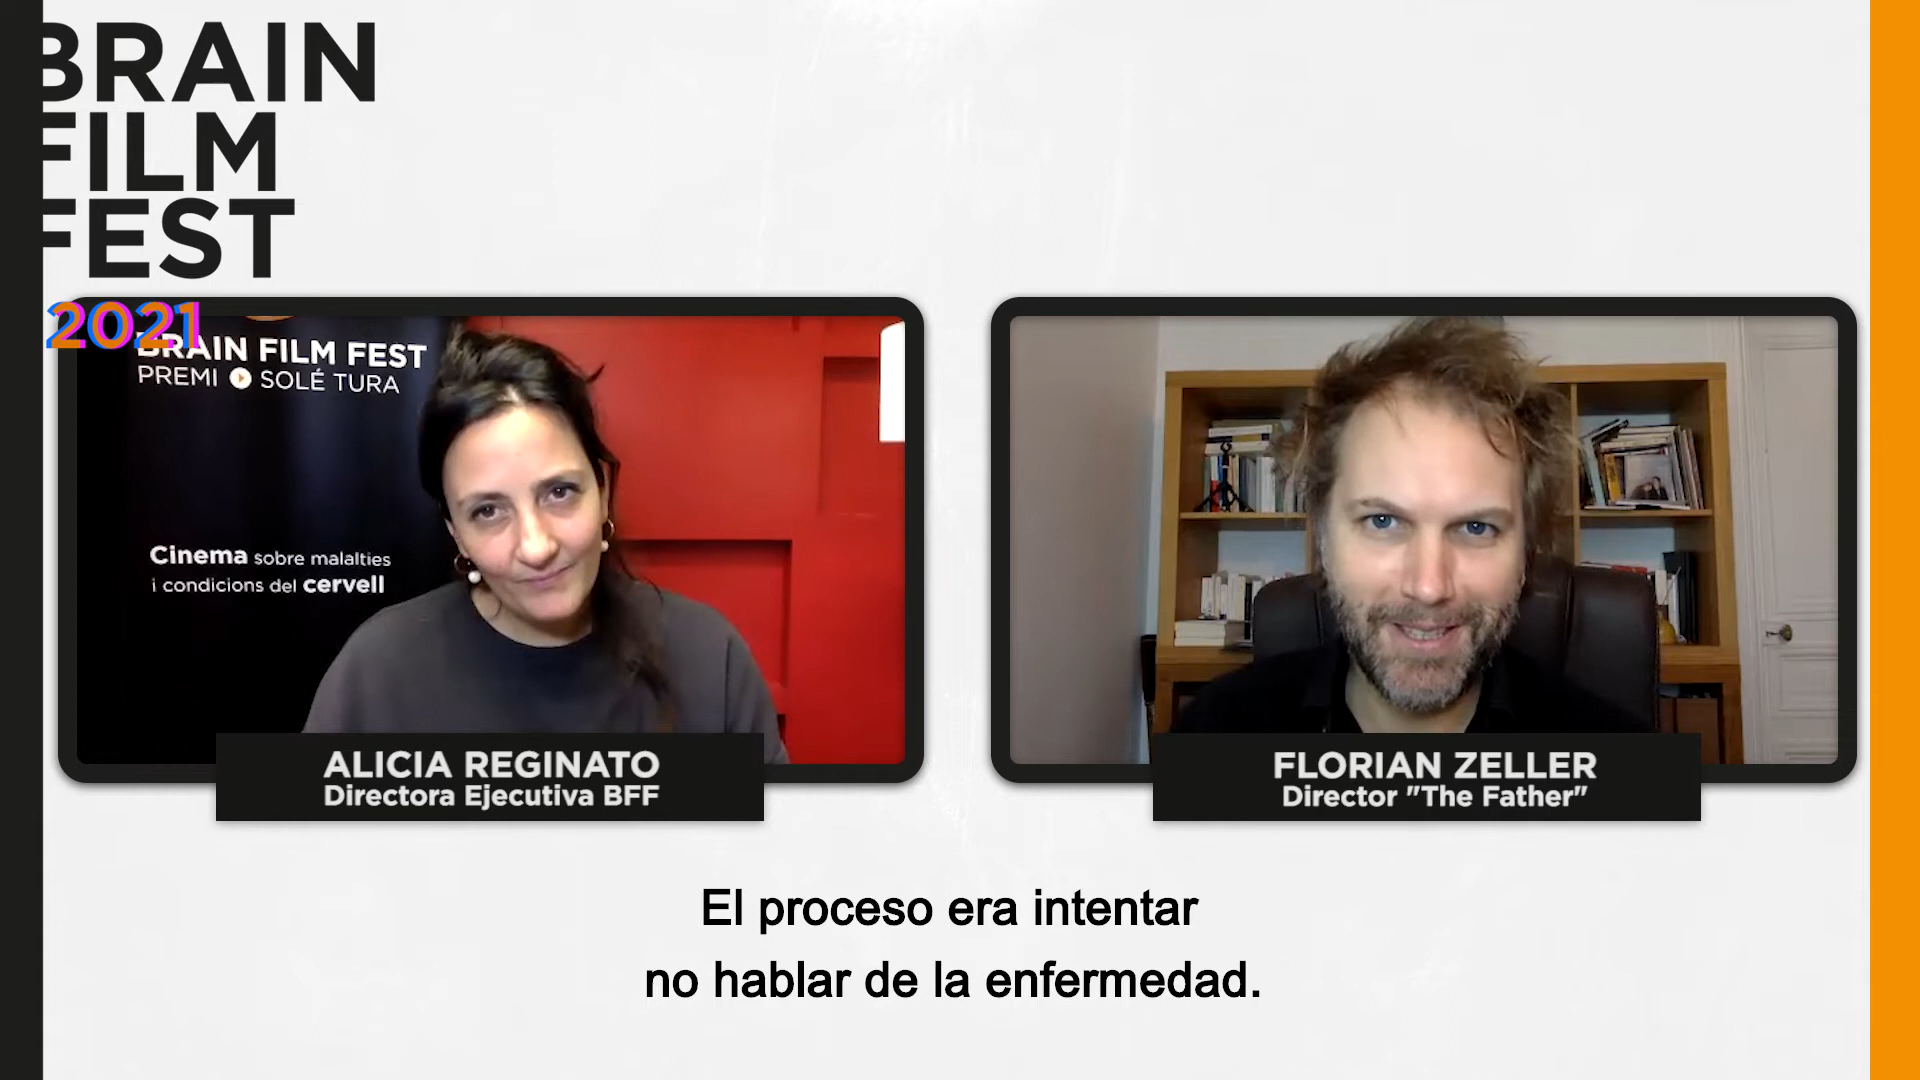 BRAIN
FILM
FEST
2021
BRAIN FILM FEST
PREMI SOLÉ TURA
Cinema sobre malalties
i condicions del cervell
ALICIA REGINATO
Directora Ejecutiva BFF
FLORIAN ZELLER
Director "The Father"
El proceso era intentar
no hablar de la enfermedad.